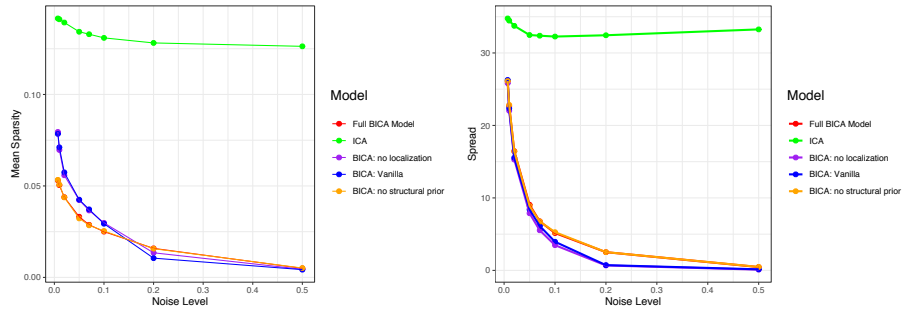 Mean Sparsity
0.10
0.05
0.00
0.0
0.1
0.2
0.3
0.4
0.5
Noise Level
Model
Full BICA Model
ICA
BICA: no localization
BICA: Vanilla
BICA: no structural prior
Spread
30
20
10
0
0.0
0.1
0.2
0.3
0.4
0.5
Noise Level
Model
Full BICA Model
ICA
BICA: no localization
BICA: Vanilla
BICA: no structural prior